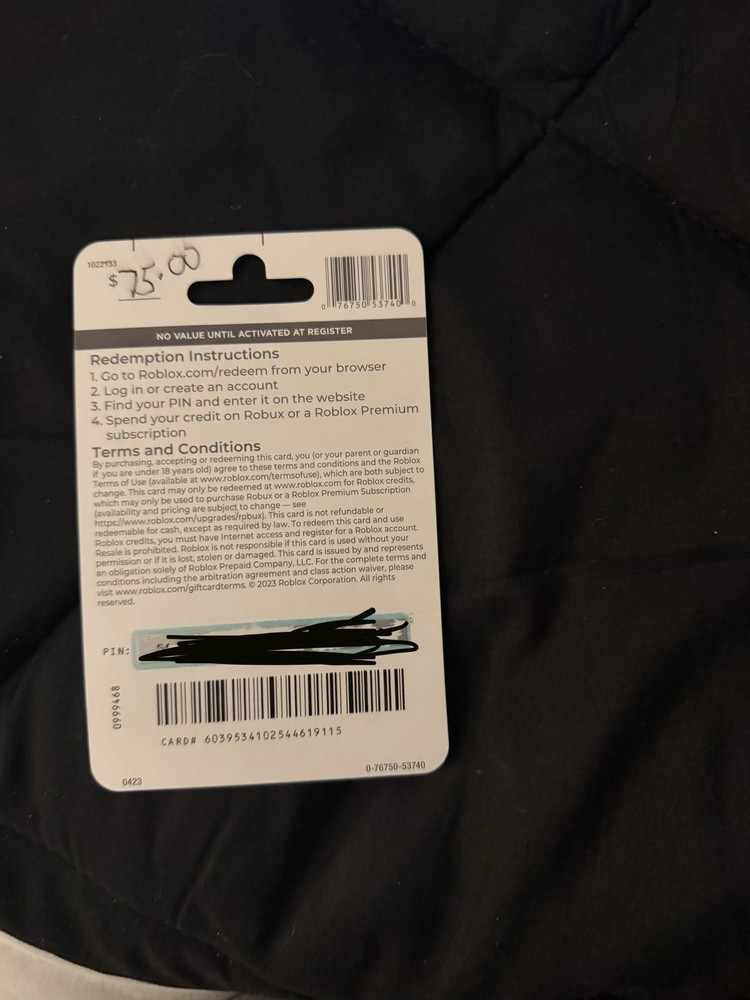 1022133
$ 75.00
0 76750 53740 0
NO VALUE UNTIL ACTIVATED AT REGISTER
Redemption Instructions
1. Go to Roblox.com/redeem from your browser
2. Log in or create an account
3. Find your PIN and enter it on the website
4. Spend your credit on Robux or a Roblox Premium
subscription
Terms and Conditions
By purchasing, accepting or redeeming this card, you (or your parent or guardian
if you are under 18 years old) agree to these terms and conditions and the Roblox
Terms of Use (available at www.roblox.com/termsofuse), which are both subject to
change. This card may only be redeemed at www.roblox.com for Roblox credits,
which may only be used to purchase Robux or a Roblox Premium Subscription
(availability and pricing are subject to change — see
https://www.roblox.com/upgrades/robux). This card is not refundable or
redeemable for cash, except as required by law. To redeem this card and use
Roblox credits, you must have Internet access and register for a Roblox account.
Resale is prohibited. Roblox is not responsible if this card is used without your
permission or if it is lost, stolen or damaged. This card is issued by and represents
an obligation solely of Roblox Prepaid Company, LLC. For the complete terms and
conditions including the arbitration agreement and class action waiver, please
visit www.roblox.com/giftcardterms. © 2023 Roblox Corporation. All rights
reserved.
PIN:
0999468
CARD# 6039534102544619115
0423
0-76750-53740